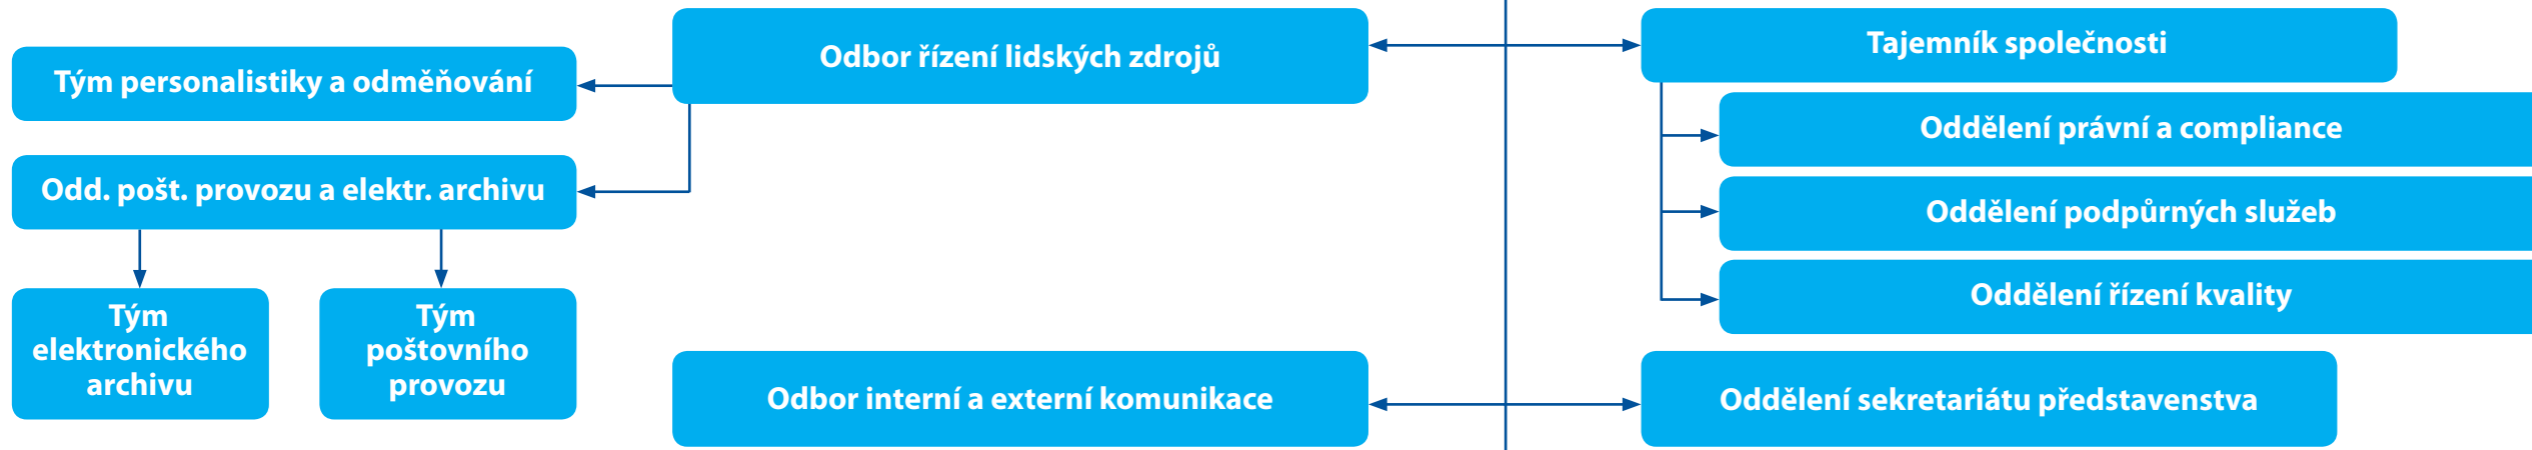 Odbor řízení lidských zdrojů
Tým personalistiky a odměňování
Odd. pošt. provozu a elektr. archivu
Tým
elektronického
archivu
Tým
poštovního
provozu
Odbor interní a externí komunikace
Tajemník společnosti
Oddělení právní a compliance
Oddělení podpůrných služeb
Oddělení řízení kvality
Oddělení sekretariátu představenstva